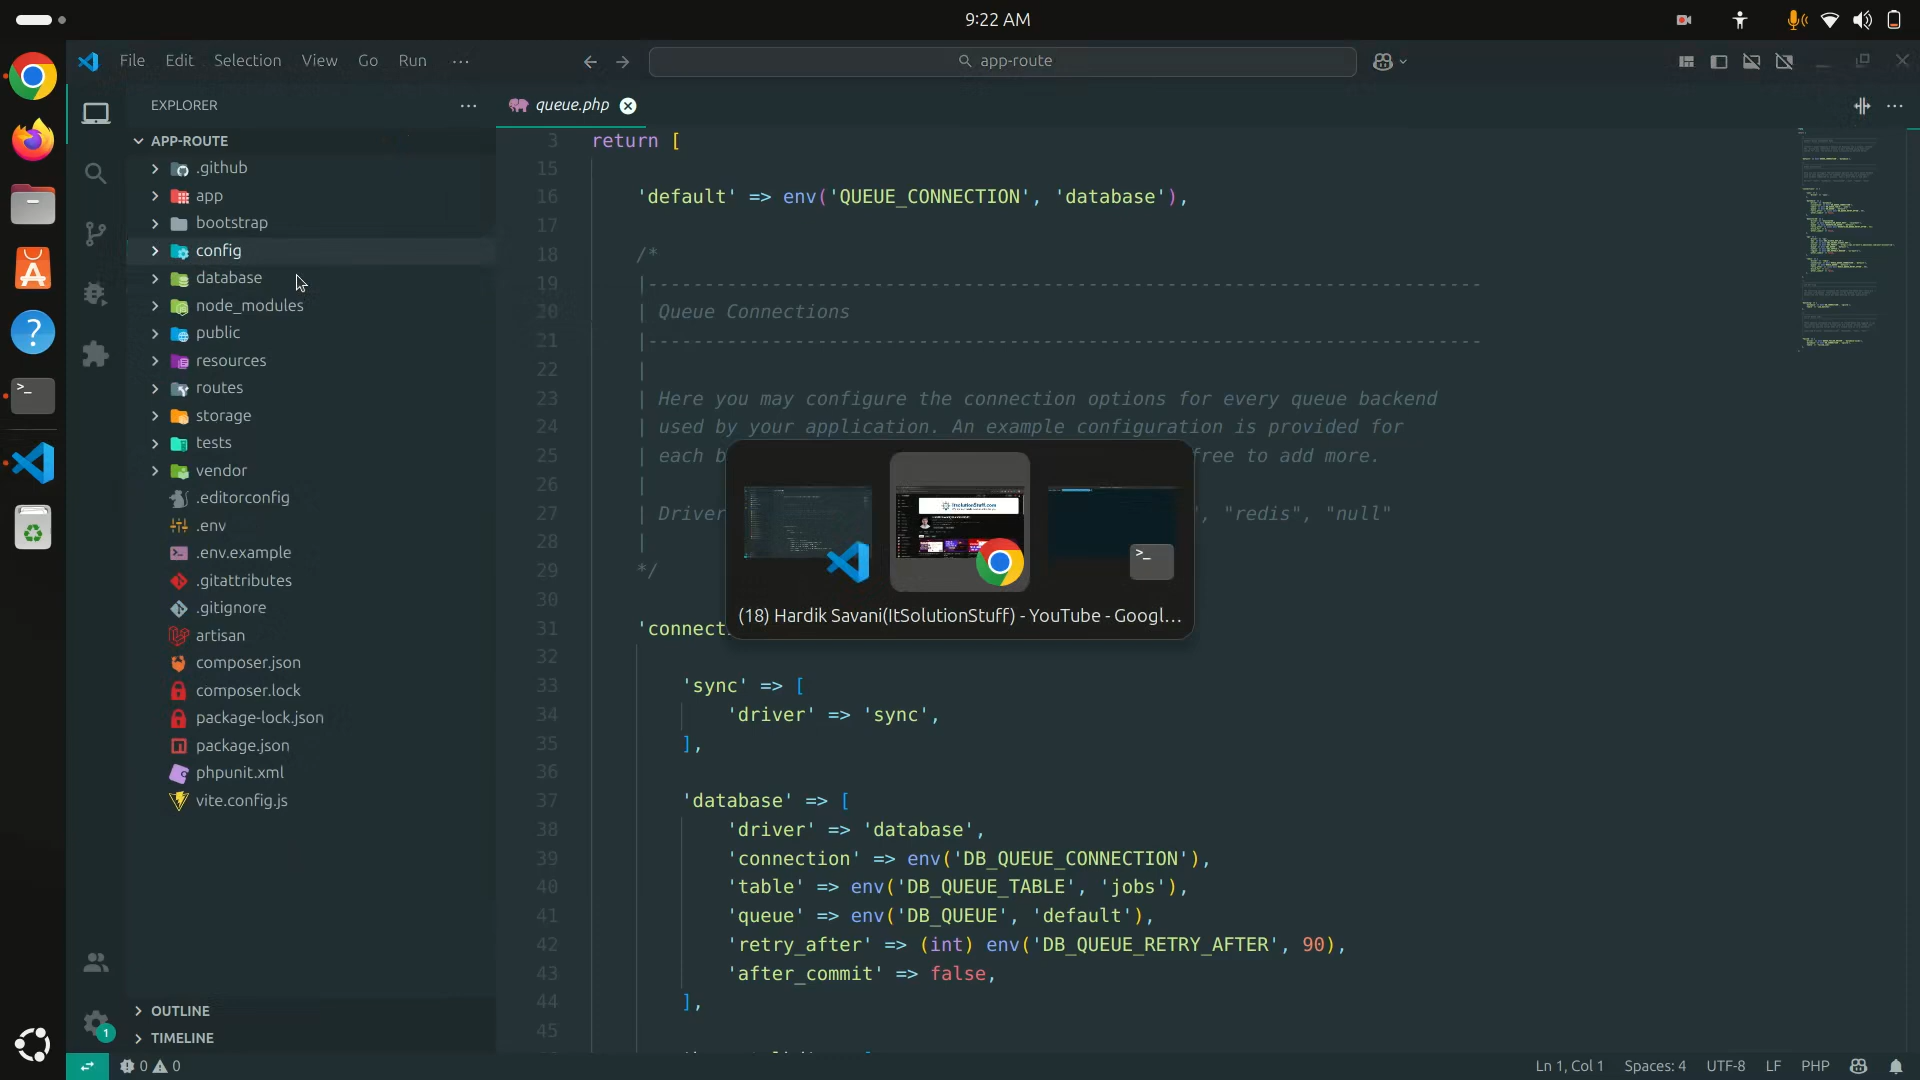 9:22 AM
File Edit Selection View Go Run ···
app-route
EXPLORER
queue.php
APP-ROUTE
.github
app
bootstrap
config
database
node_modules
public
resources
routes
storage
tests
vendor
.editorconfig
.env
.env.example
.gitattributes
.gitignore
artisan
composer.json
composer.lock
package-lock.json
package.json
phpunit.xml
vite.config.js
OUTLINE
TIMELINE
3 return [
15
16 'default' => env('QUEUE_CONNECTION', 'database'),
17
18 /*
19 |--------------------------------------------------------------------------
20 | Queue Connections
21 |--------------------------------------------------------------------------
22 |
23 | Here you may configure the connection options for every queue backend
24 | used by your application. An example configuration is provided for
25 | each b free to add more.
26 |
27 | Driver ", "redis", "null"
28 |
29 */
30
31 'connect
32
33 'sync' => [
34 'driver' => 'sync',
35 ],
36
37 'database' => [
38 'driver' => 'database',
39 'connection' => env('DB_QUEUE_CONNECTION'),
40 'table' => env('DB_QUEUE_TABLE', 'jobs'),
41 'queue' => env('DB_QUEUE', 'default'),
42 'retry_after' => (int) env('DB_QUEUE_RETRY_AFTER', 90),
43 'after_commit' => false,
44 ],
45
ItSolutionStuff.com
(18) Hardik Savani(ItSolutionStuff) - YouTube - Googl...
1
0 0
Ln 1, Col 1 Spaces: 4 UTF-8 LF PHP